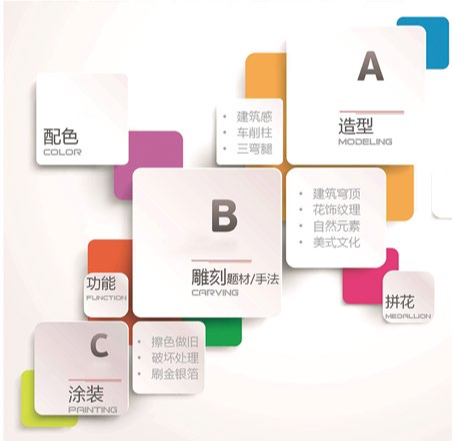 A
造型
MODELING
• 建筑感
• 车削柱
• 三弯腿
配色
COLOR
B
雕刻题材/手法
CARVING
• 建筑穹顶
• 花饰纹理
• 自然元素
• 美式文化
功能
FUNCTION
拼花
MEDALLION
C
涂装
PAINTING
• 擦色做旧
• 破坏处理
• 刷金银箔